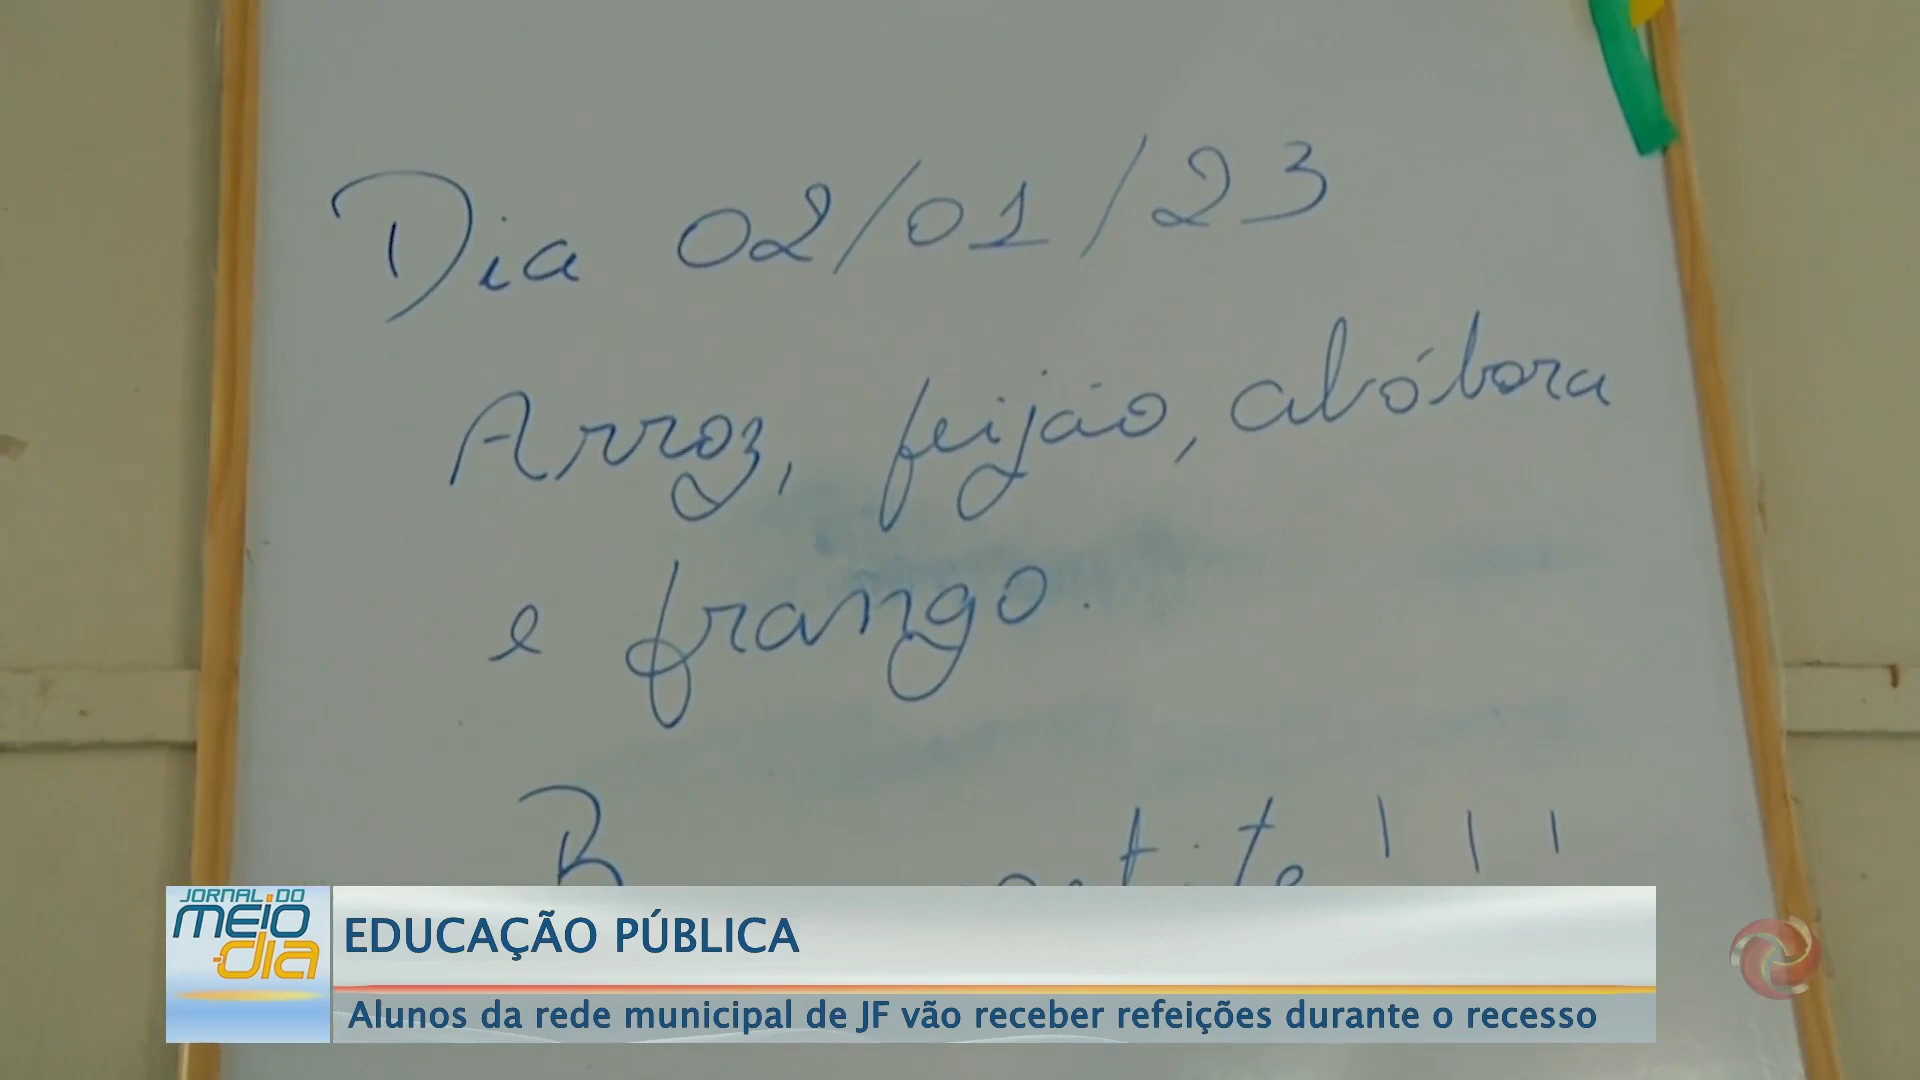 Dia 02/01/23
Arroz, feijão, abóbora
e frango.
JORNAL DO
MEIO
-DIA
EDUCAÇÃO PÚBLICA
Alunos da rede municipal de JF vão receber refeições durante o recesso